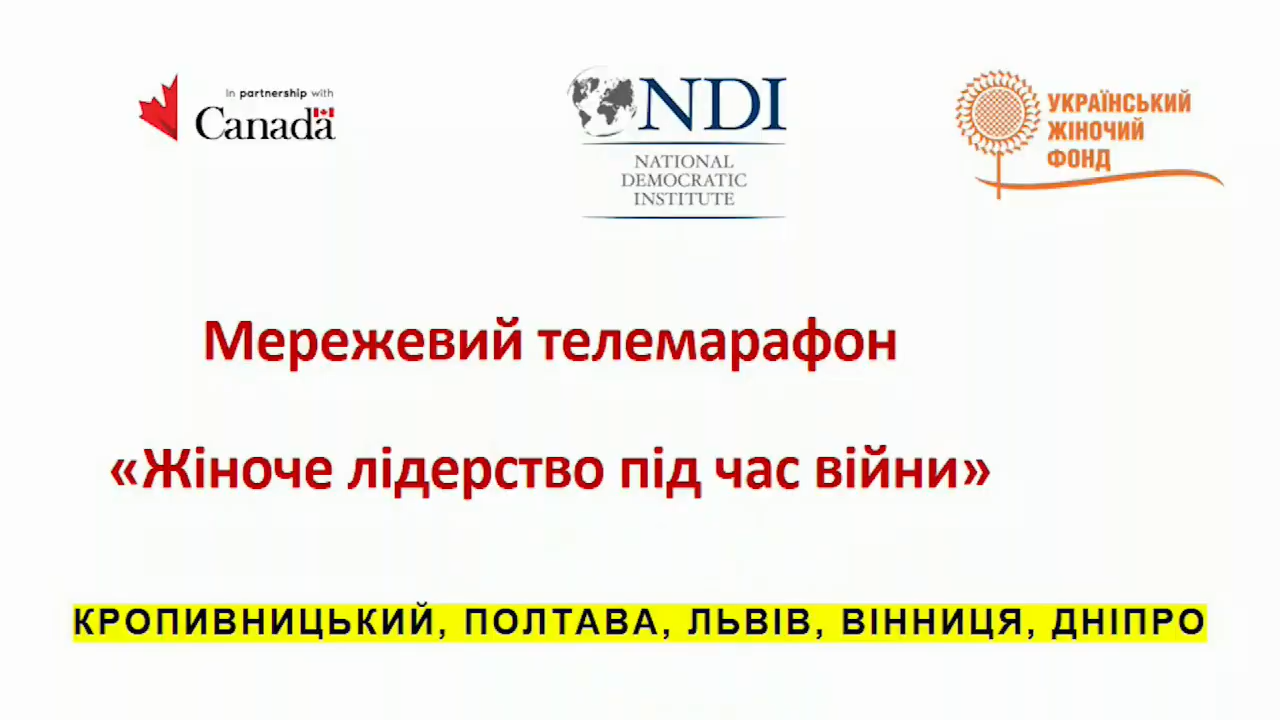 In partnership with
Canada
NDI
NATIONAL
DEMOCRATIC
INSTITUTE
УКРАЇНСЬКИЙ
ЖІНОЧИЙ
ФОНД
Мережевий телемарафон
«Жіноче лідерство під час війни»
КРОПИВНИЦЬКИЙ, ПОЛТАВА, ЛЬВІВ, ВІННИЦЯ, ДНІПРО